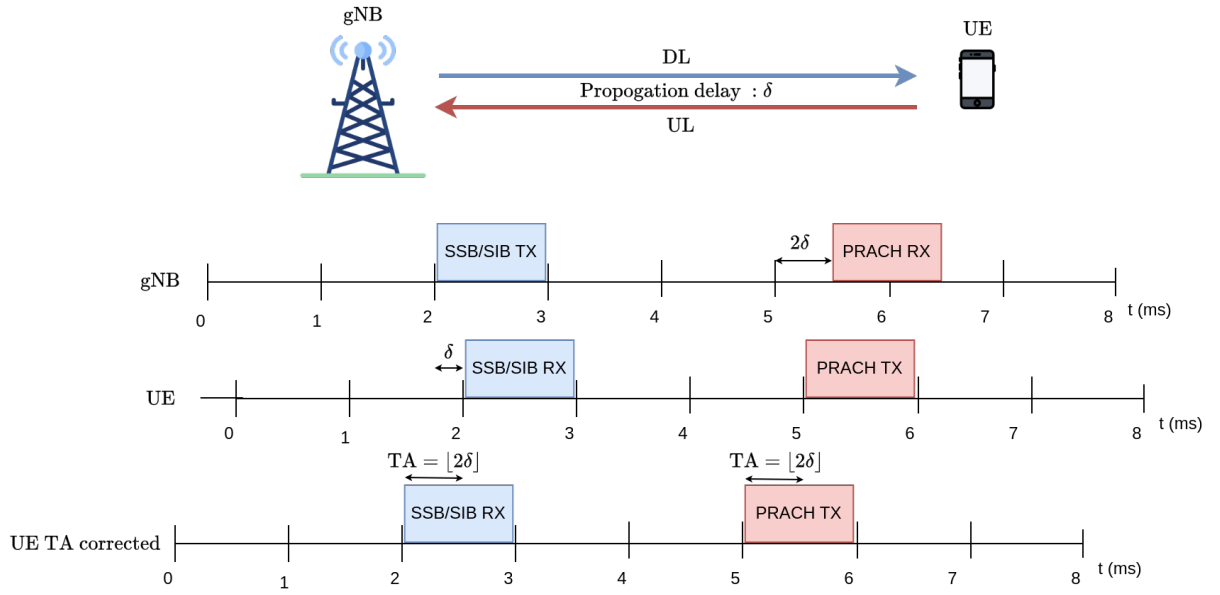 gNB
UE
DL
Propogation delay : δ
UL
SSB/SIB TX
2δ
PRACH RX
gNB
0 1 2 3 4 5 6 7 8 t (ms)
δ
SSB/SIB RX
PRACH TX
UE
0 1 2 3 4 5 6 7 8 t (ms)
TA = ⌊2δ⌋ TA = ⌊2δ⌋
SSB/SIB RX
PRACH TX
UE TA corrected
0 1 2 3 4 5 6 7 8 t (ms)